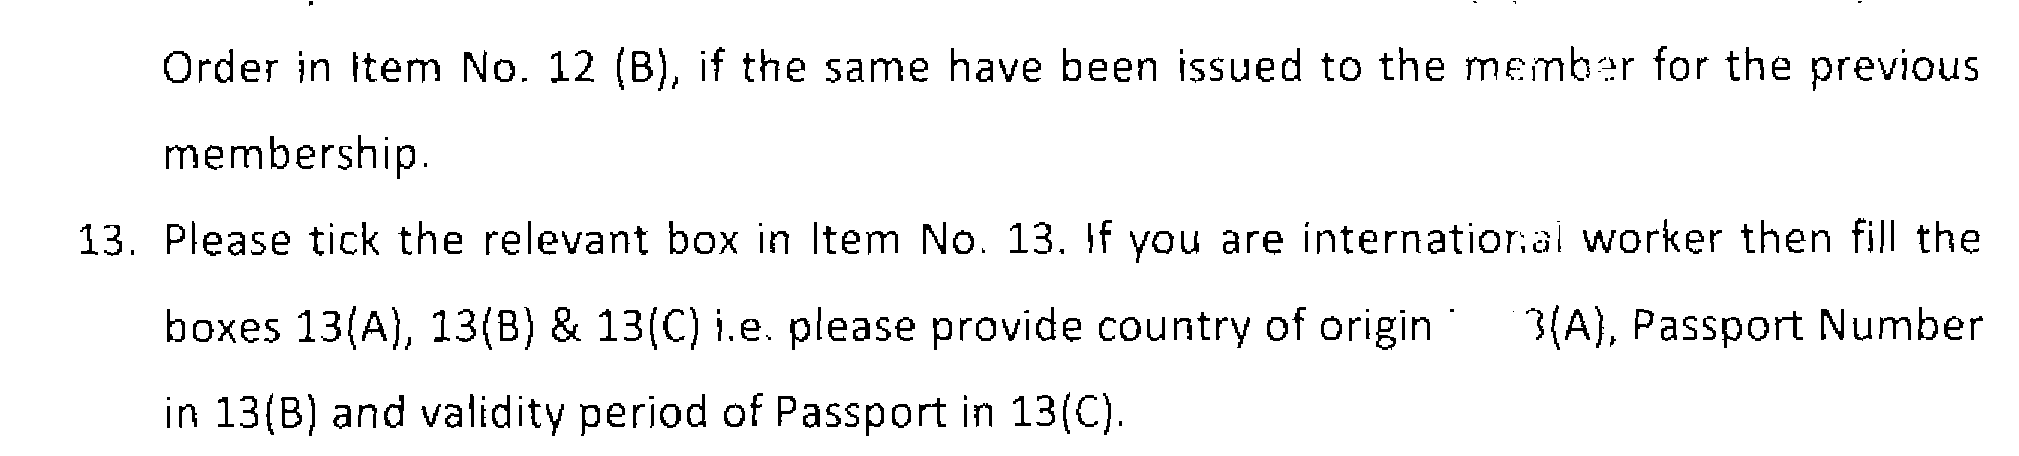 Order in Item No. 12 (B), if the same have been issued to the member for the previous
membership.
13. Please tick the relevant box in Item No. 13. If you are international worker then fill the
boxes 13(A), 13(B) & 13(C) i.e. please provide country of origin 3(A), Passport Number
in 13(B) and validity period of Passport in 13(C).